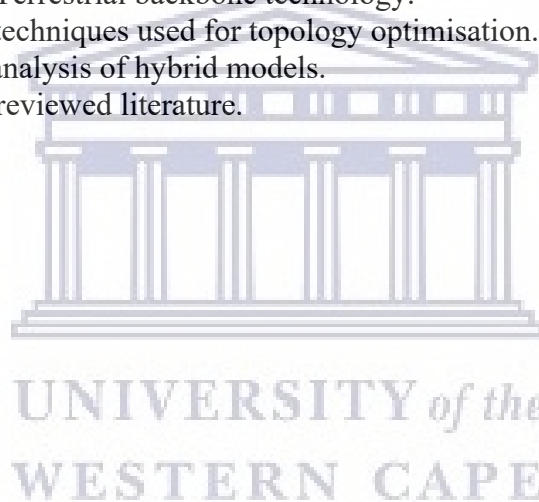 Terrestrial backbone technology.
techniques used for topology optimisation.
analysis of hybrid models.
reviewed literature.
UNIVERSITY of the
WESTERN CAPE